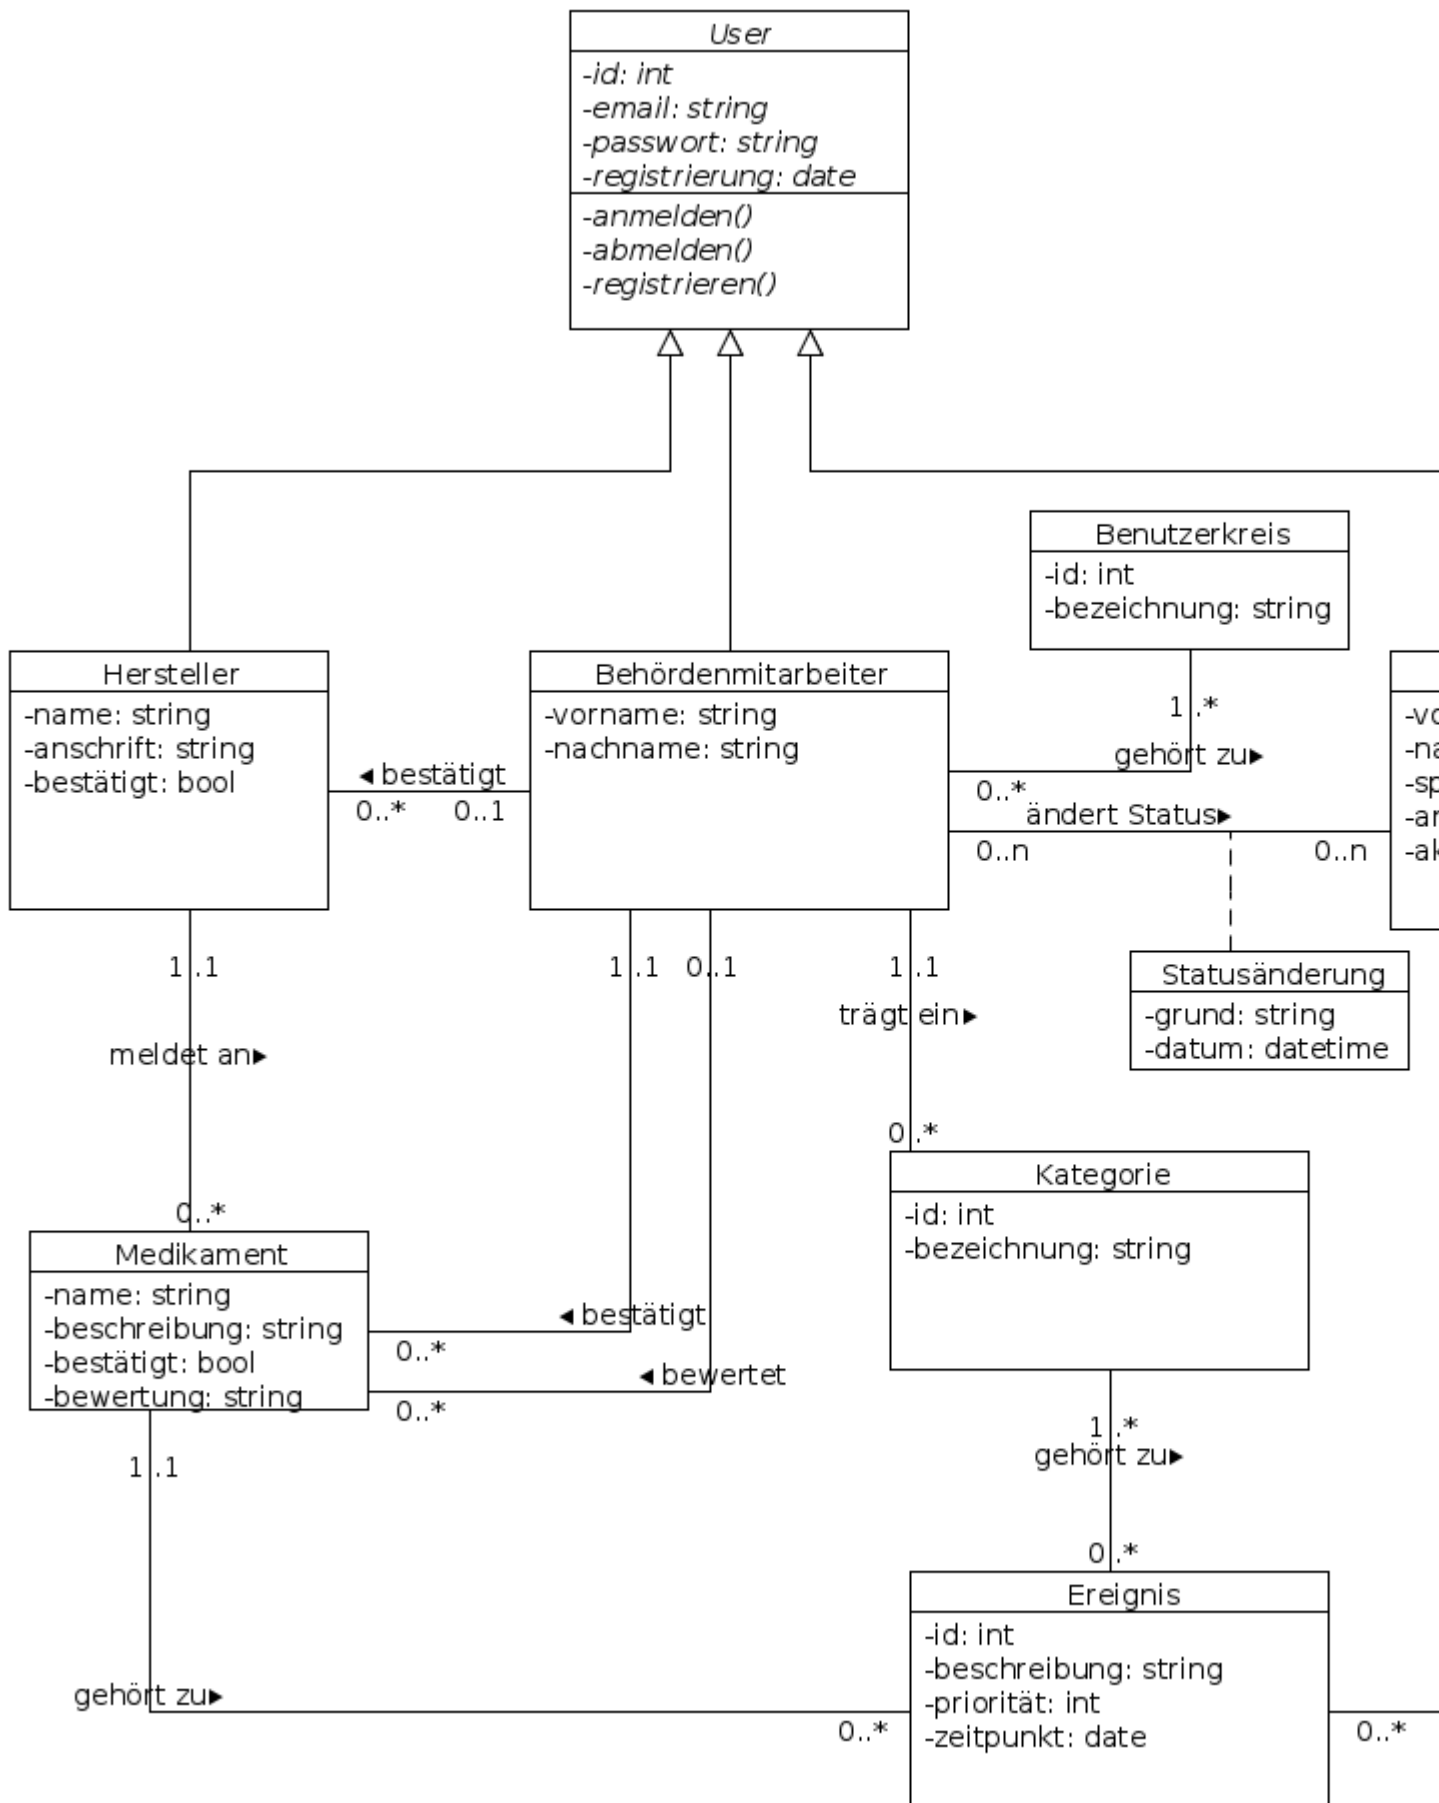 User
-id: int
-email: string
-passwort: string
-registrierung: date
-anmelden()
-abmelden()
-registrieren()
Benutzerkreis
-id: int
-bezeichnung: string
Hersteller
-name: string
-anschrift: string
-bestätigt: bool
Behördenmitarbeiter
-vorname: string
-nachname: string
◄ bestätigt
0..*
0..1
1..*
gehört zu►
0..*
ändert Status►
0..n
0..n
-vo
-na
-sp
-an
-ak
Statusänderung
-grund: string
-datum: datetime
1..1
meldet an►
0..*
1..1
0..1
1..1
trägt ein►
0..*
Kategorie
-id: int
-bezeichnung: string
Medikament
-name: string
-beschreibung: string
-bestätigt: bool
-bewertung: string
◄ bestätigt
0..*
◄ bewertet
0..*
1..*
gehört zu►
0..*
1..1
gehört zu►
0..*
Ereignis
-id: int
-beschreibung: string
-priorität: int
-zeitpunkt: date
0..*